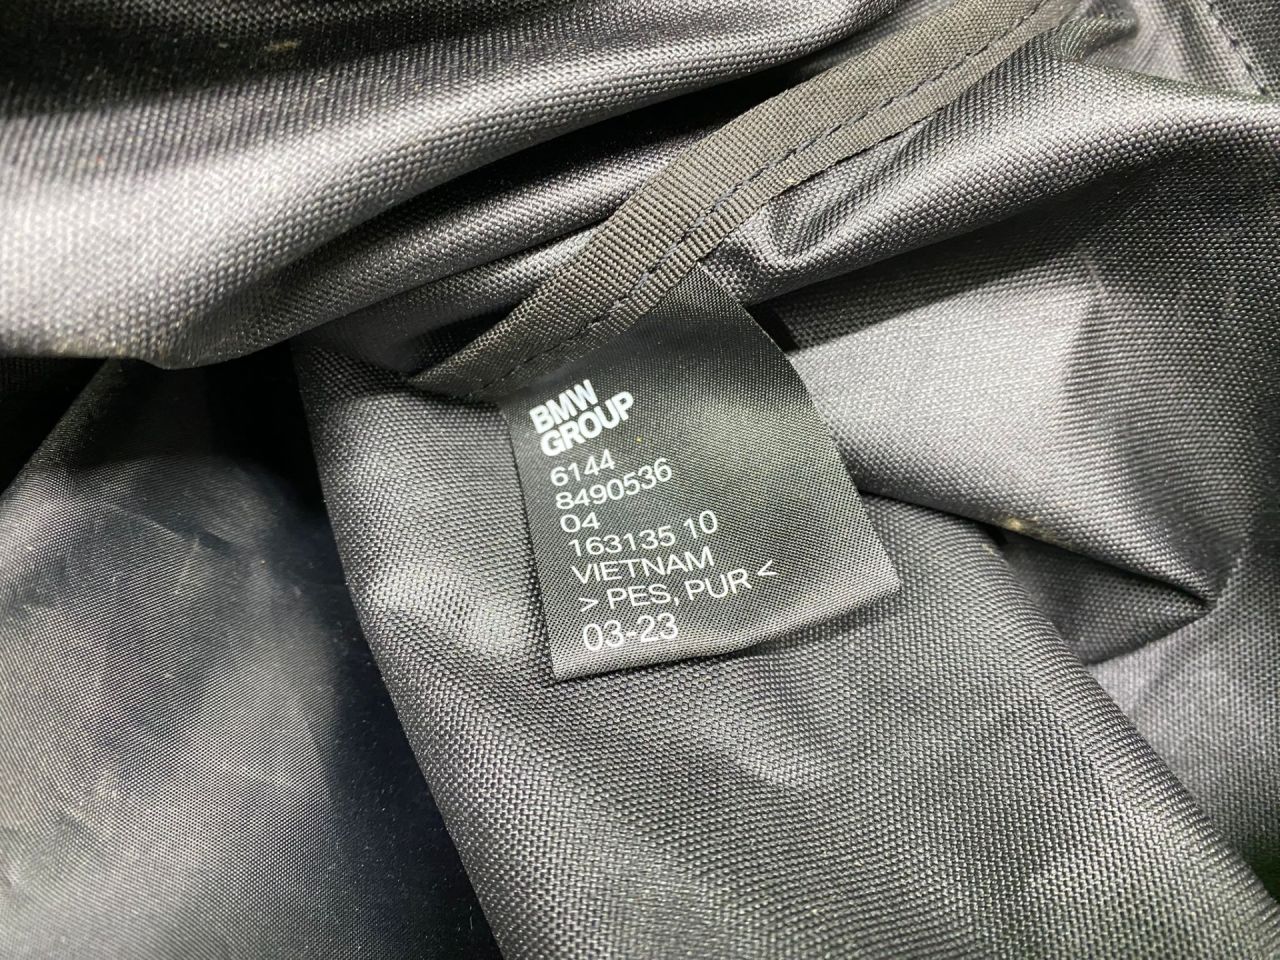 BMW
GROUP
6144
8490536
04
163135 10
VIETNAM
> PES, PUR <
03-23